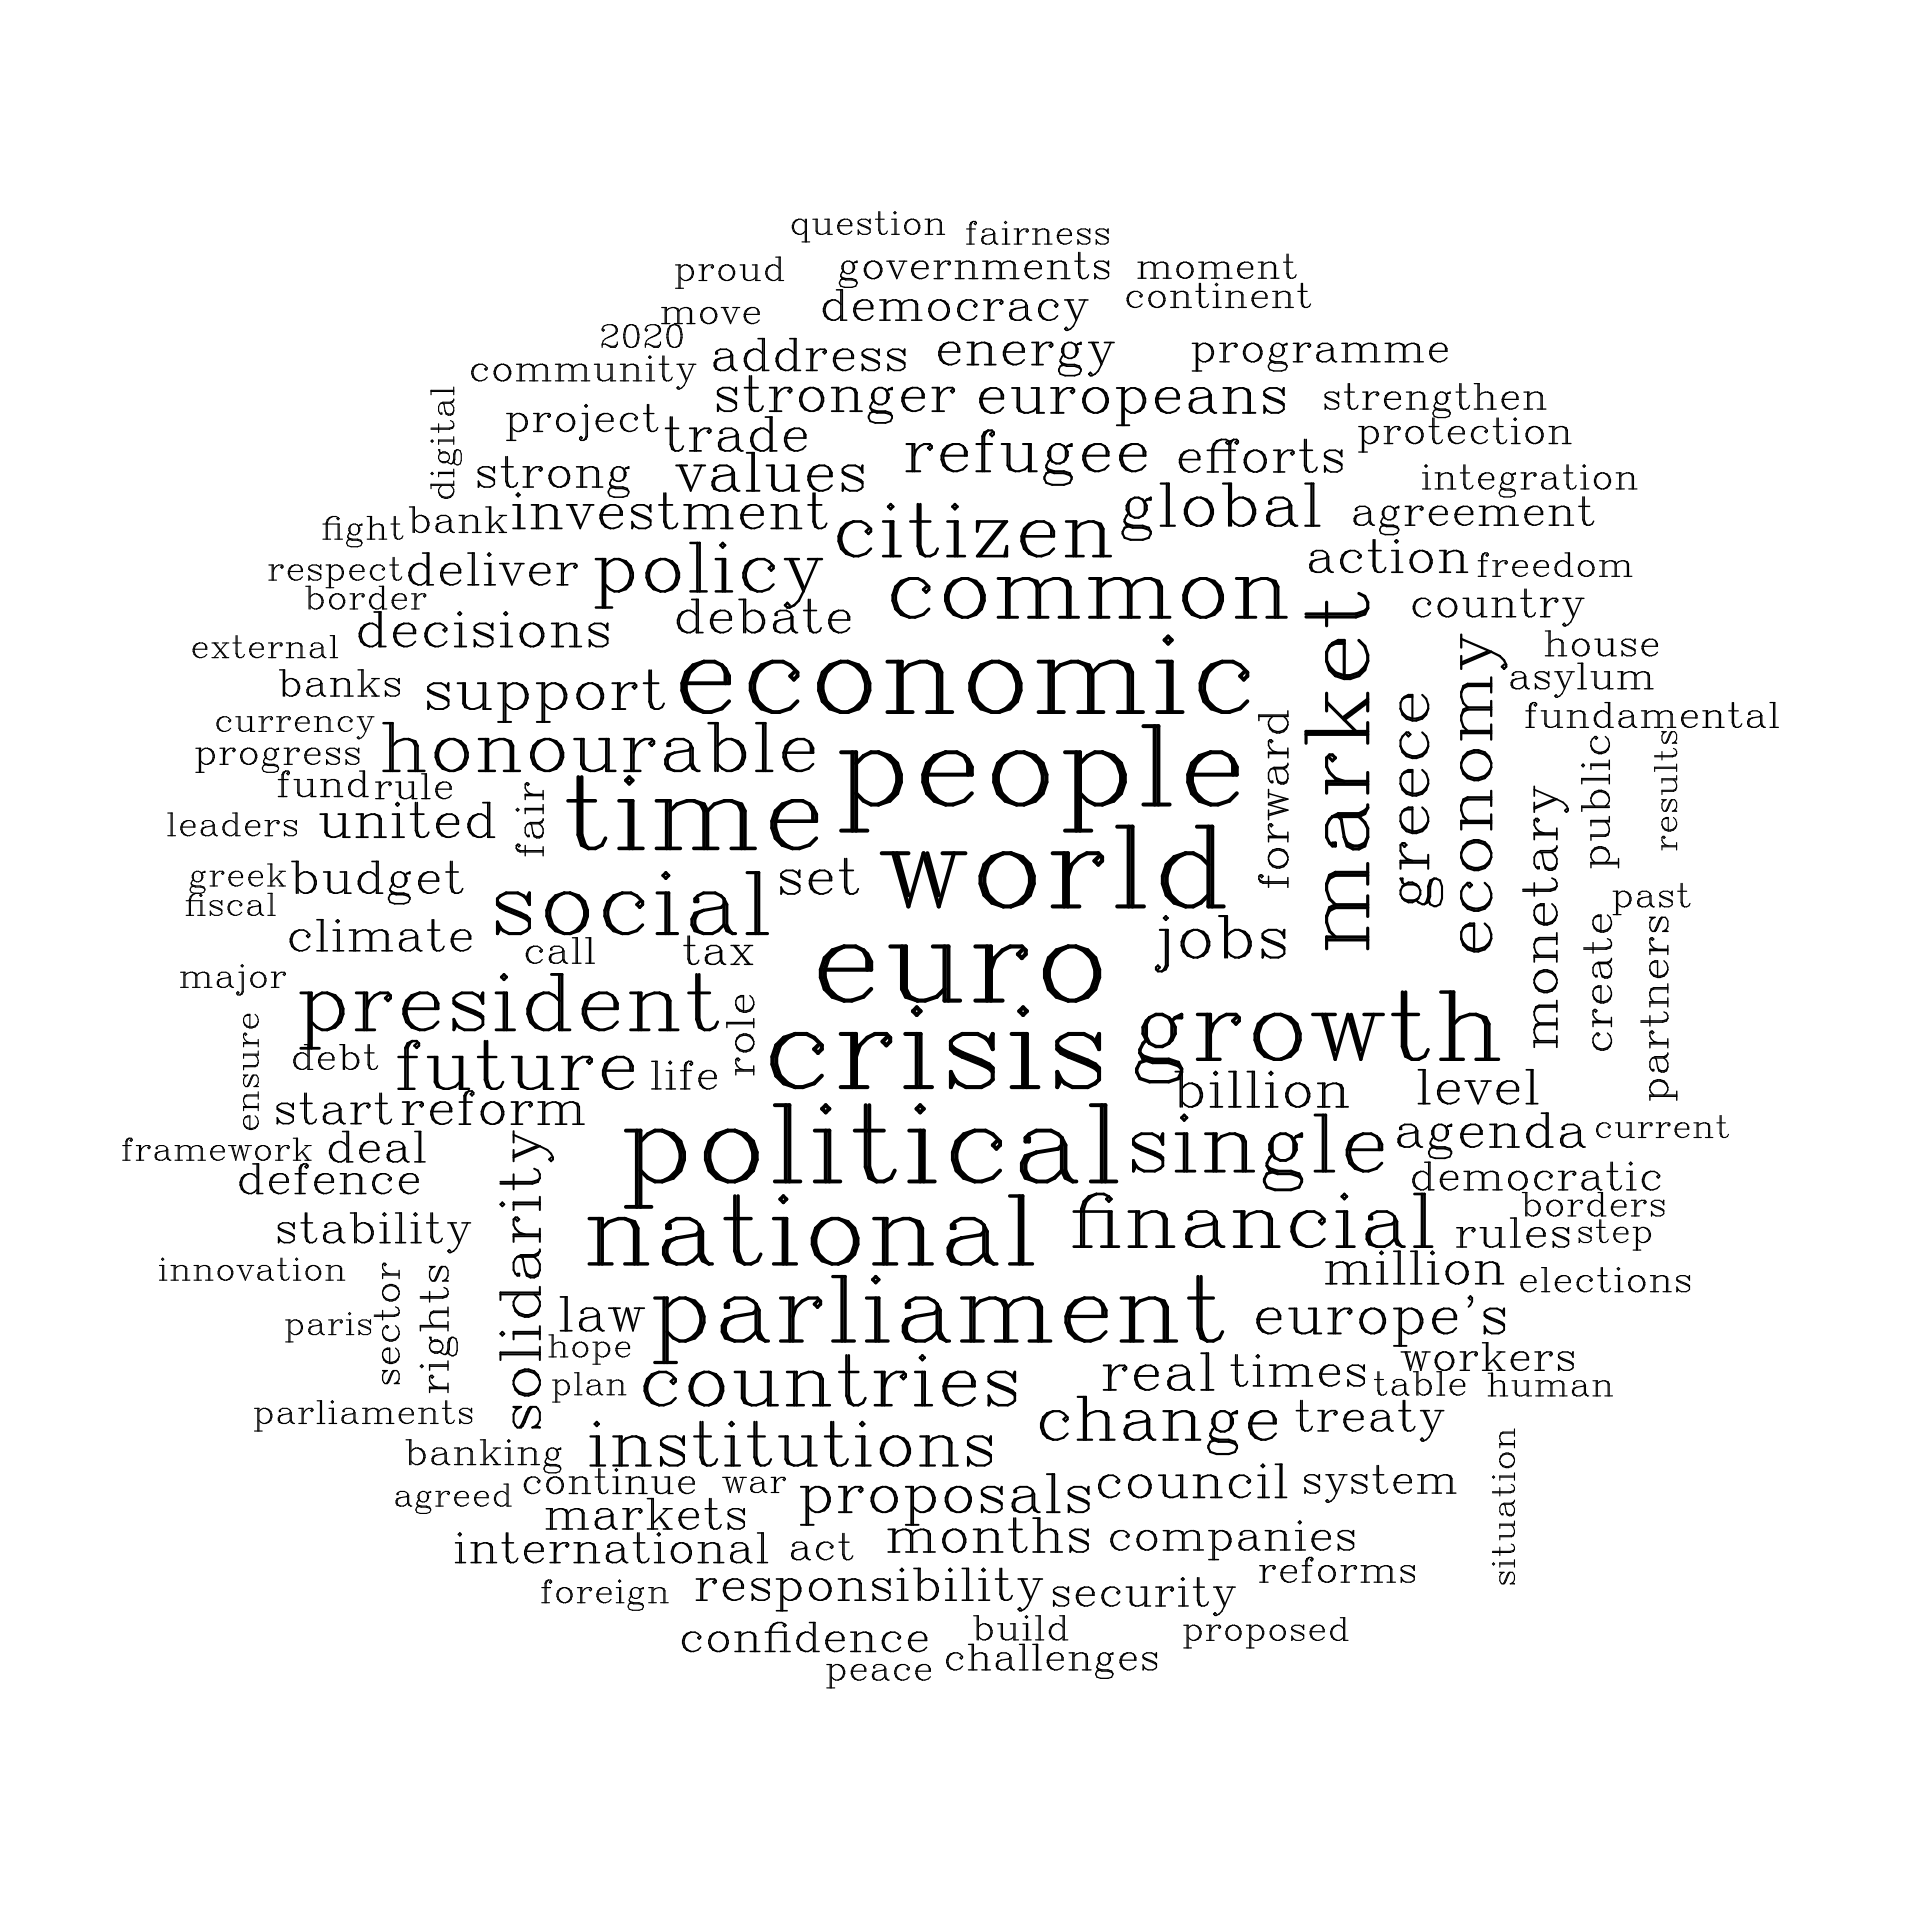 question fairness
proud governments moment
move democracy continent
2020
community address energy programme
digital
stronger europeans strengthen
project trade protection
strong values refugee efforts integration
fight bank investment citizen global agreement
respect deliver policy action freedom
border debate common country
external decisions house
banks support economic market economy asylum
currency greece fundamental
progress honourable people forward public results
fund rule
leaders united fair time monetary
greek budget set world
fiscal social past
climate call tax euro jobs create partners
major
president role growth
ensure debt future life crisis billion level
start reform
framework deal political single agenda current
defence solidarity democratic
borders
stability national financial rules step
innovation million elections
sector rights
paris law parliament europe's
hope workers
plan countries real times table human
parliaments change treaty
banking institutions
situation
continue war council system
agreed markets proposals
international act months companies
reforms
foreign responsibility security
confidence build proposed
peace challenges